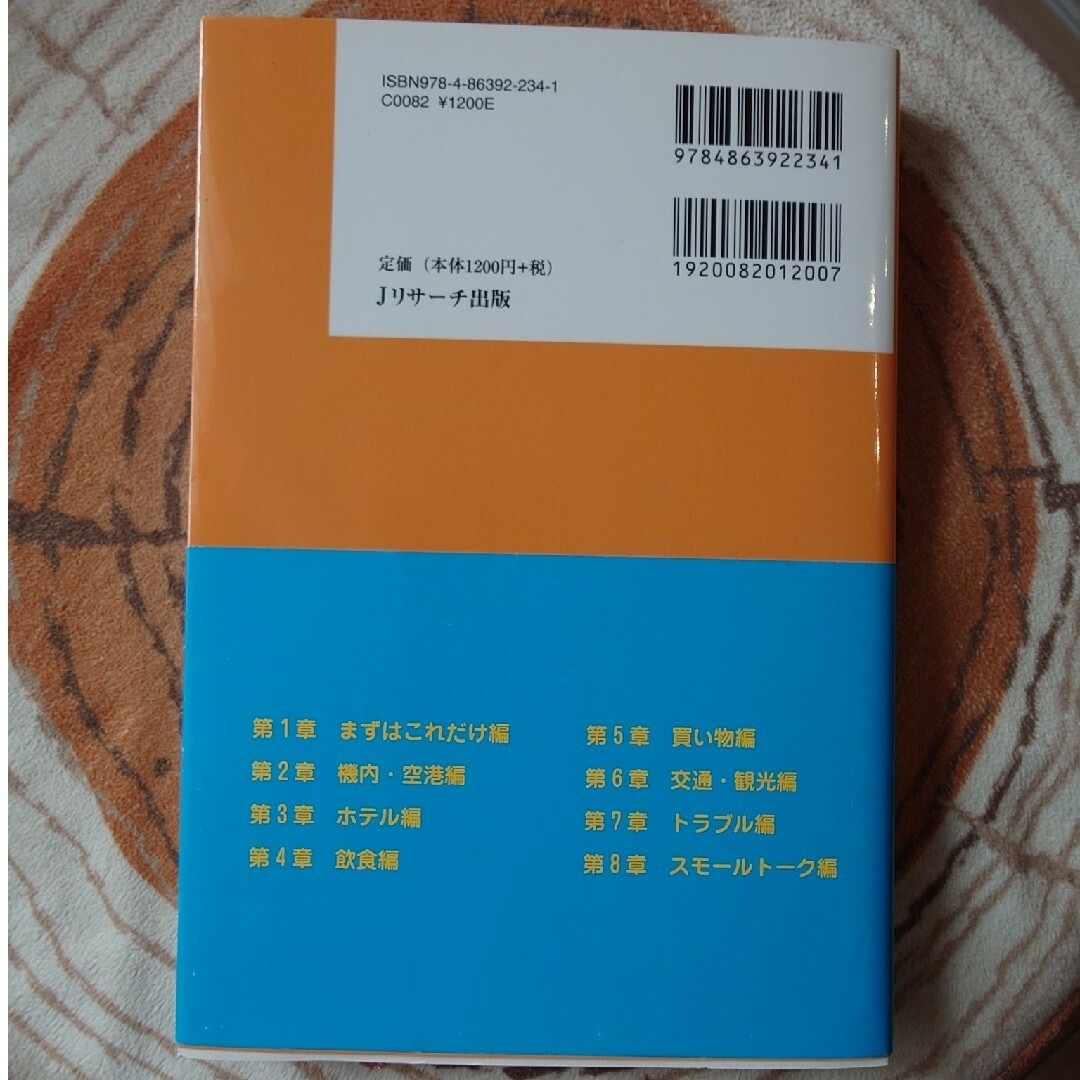 ISBN978-4-86392-234-1
C0082 ¥1200E
9784863922341
1920082012007
定価（本体1200円+税）
Jリサーチ出版
第1章 まずはこれだけ編
第2章 機内・空港編
第3章 ホテル編
第4章 飲食編
第5章 買い物編
第6章 交通・観光編
第7章 トラブル編
第8章 スモールトーク編